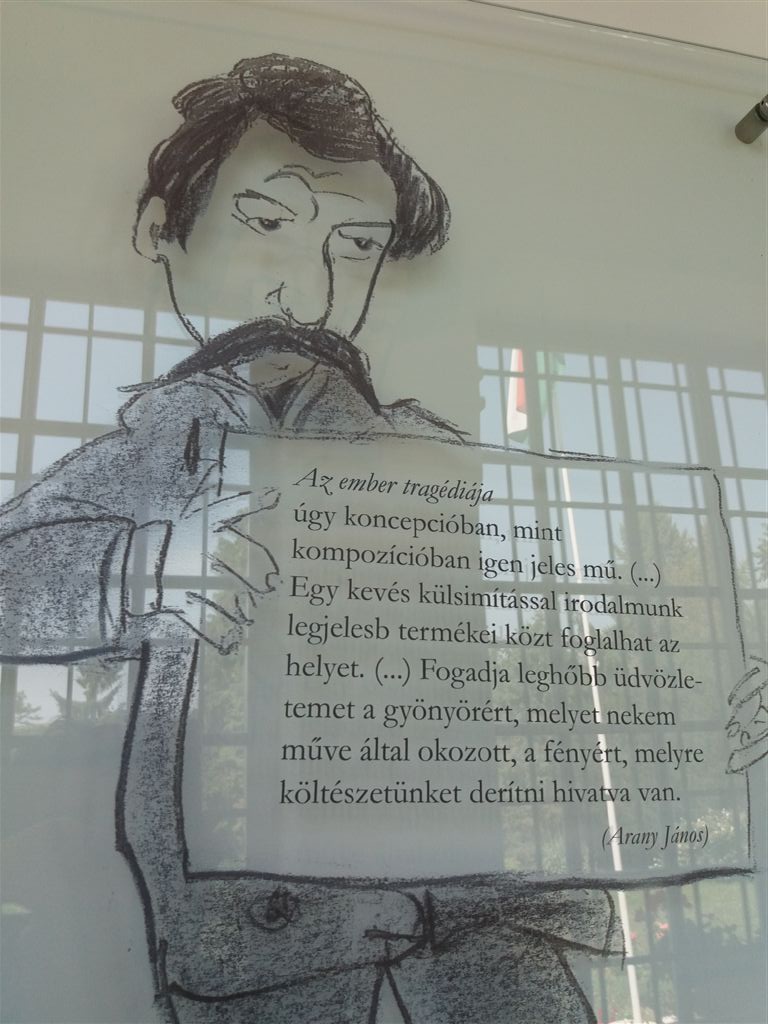 Az ember tragédiája
úgy koncepcióban, mint
kompozícióban igen jeles mű. (...)
Egy kevés külsimítással irodalmunk
legjelesb termékei közt foglalhat az
helyet. (...) Fogadja leghőbb üdvözle-
temet a gyönyörért, melyet nekem
műve által okozott, a fényért, melyre
költészetünket derítni hivatva van.
(Arany János)